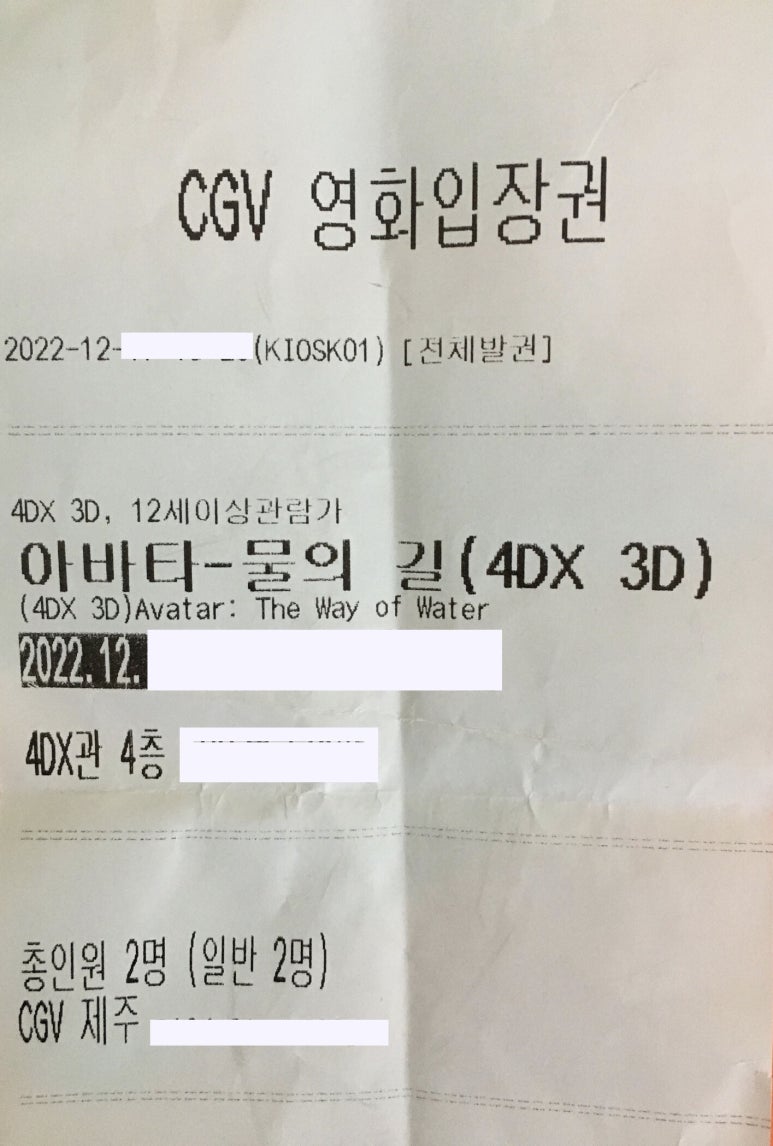 CGV 영화입장권
2022-12- (KIOSK01) [전체발권]
4DX 3D, 12세이상관람가
아바타-물의 길(4DX 3D)
(4DX 3D)Avatar: The Way of Water
2022.12.
4DX관 4층
총인원 2명 (일반 2명)
CGV 제주